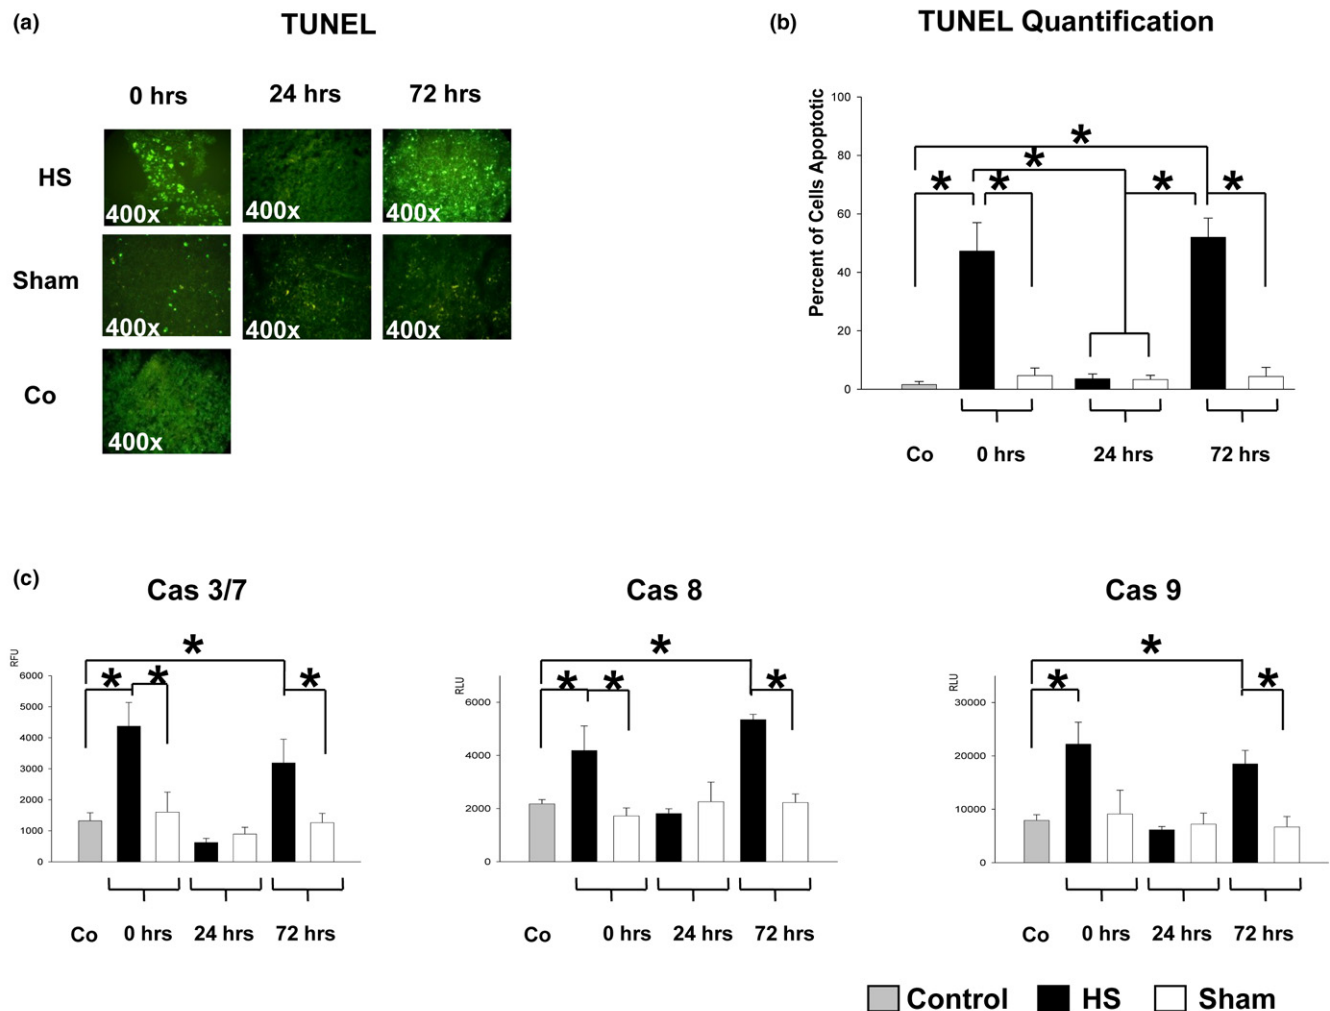 (a)
TUNEL
0 hrs 24 hrs 72 hrs
HS
400x 400x 400x
Sham
400x 400x 400x
Co
400x
(b)
TUNEL Quantification
Percent of Cells Apoptotic
100
80
60
40
20
0
* * * * * *
Co 0 hrs 24 hrs 72 hrs
(c)
Cas 3/7
RFU
6000
5000
4000
3000
2000
1000
0
* * * *
Co 0 hrs 24 hrs 72 hrs
Cas 8
RLU
6000
4000
2000
0
* * * *
Co 0 hrs 24 hrs 72 hrs
Cas 9
RLU
30000
20000
10000
0
* * *
Co 0 hrs 24 hrs 72 hrs
Control HS Sham